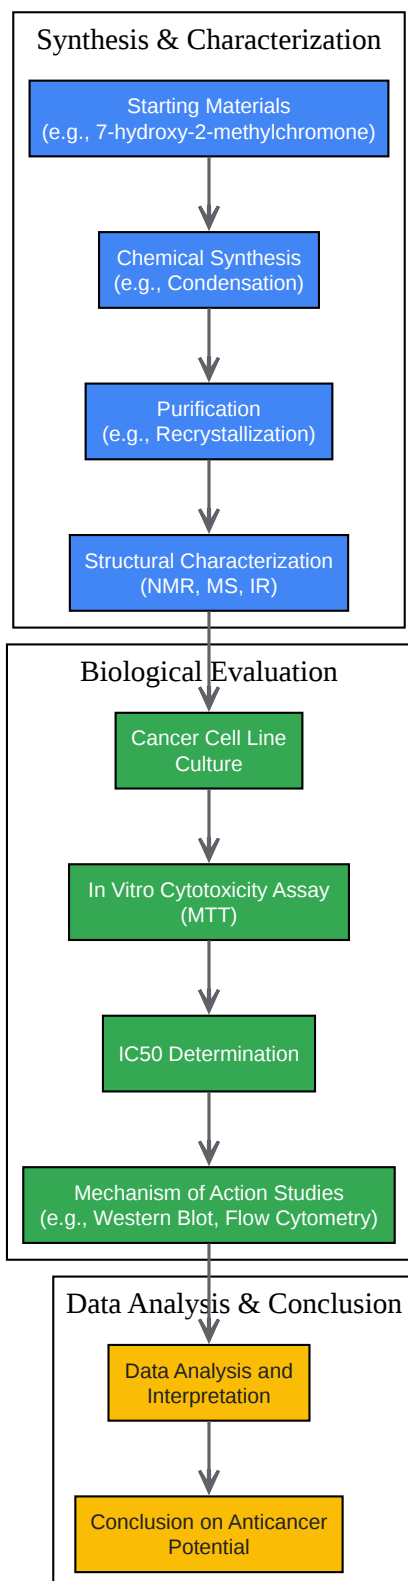 Synthesis & Characterization
Starting Materials
(e.g., 7-hydroxy-2-methylchromone)
Chemical Synthesis
(e.g., Condensation)
Purification
(e.g., Recrystallization)
Structural Characterization
(NMR, MS, IR)
Biological Evaluation
Cancer Cell Line
Culture
In Vitro Cytotoxicity Assay
(MTT)
IC50 Determination
Mechanism of Action Studies
(e.g., Western Blot, Flow Cytometry)
Data Analysis & Conclusion
Data Analysis and
Interpretation
Conclusion on Anticancer
Potential